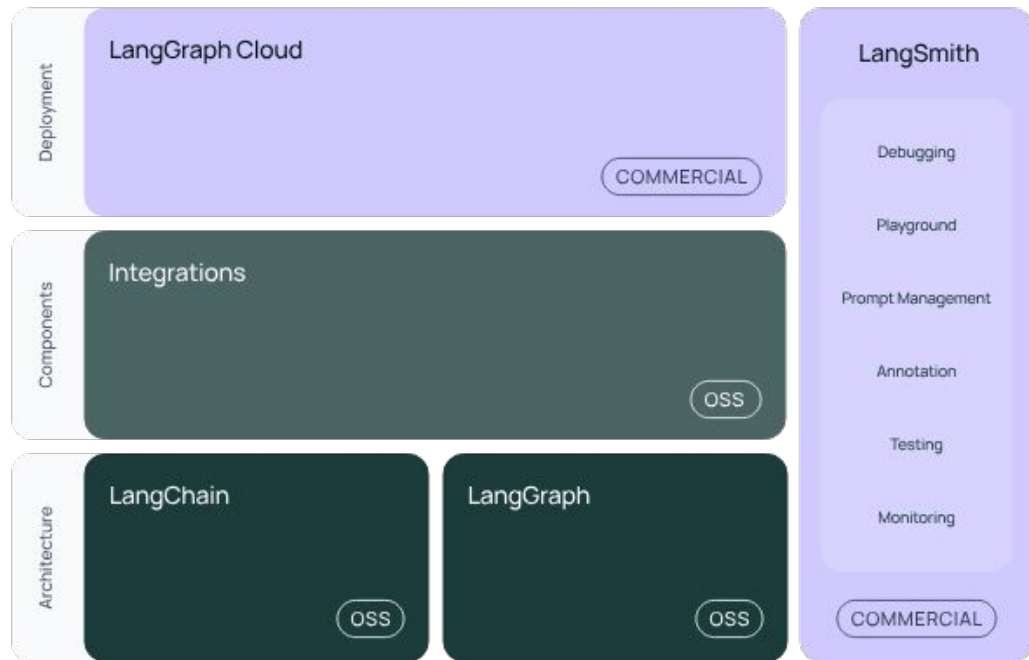 Deployment
LangGraph Cloud
COMMERCIAL
Components
Integrations
OSS
Architecture
LangChain
OSS
LangGraph
OSS
LangSmith
Debugging
Playground
Prompt Management
Annotation
Testing
Monitoring
COMMERCIAL